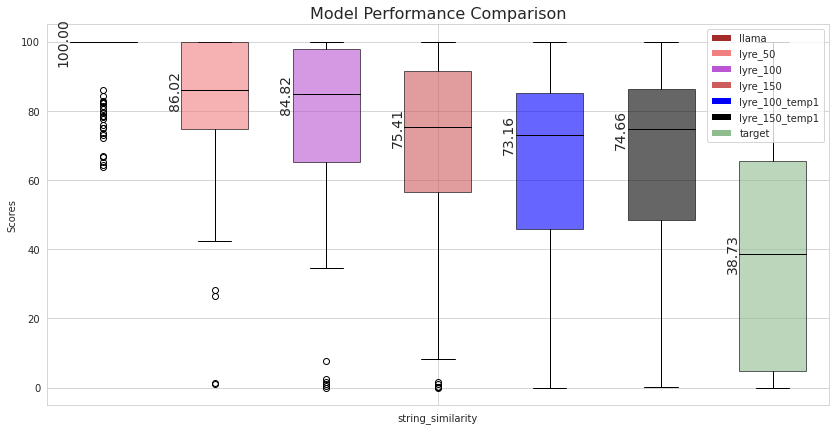 Model Performance Comparison
Scores
100
80
60
40
20
0
100.00
86.02
84.82
75.41
73.16
74.66
38.73
llama
lyre_50
lyre_100
lyre_150
lyre_100_temp1
lyre_150_temp1
target
string_similarity